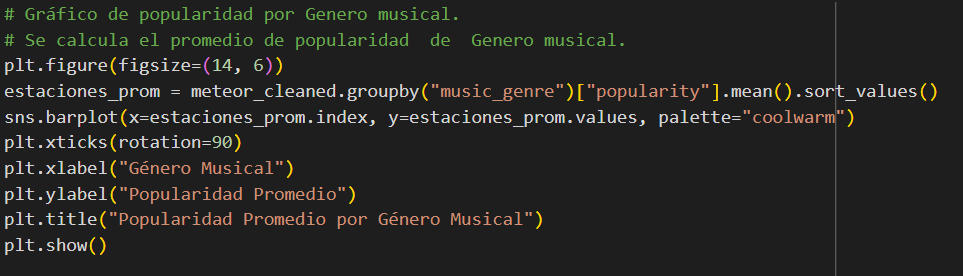 # Gráfico de popularidad por Genero musical.
# Se calcula el promedio de popularidad  de  Genero musical.
plt.figure(figsize=(14, 6))
estaciones_prom = meteor_cleaned.groupby("music_genre")["popularity"].mean().sort_values()
sns.barplot(x=estaciones_prom.index, y=estaciones_prom.values, palette="coolwarm")
plt.xticks(rotation=90)
plt.xlabel("Género Musical")
plt.ylabel("Popularidad Promedio")
plt.title("Popularidad Promedio por Género Musical")
plt.show()